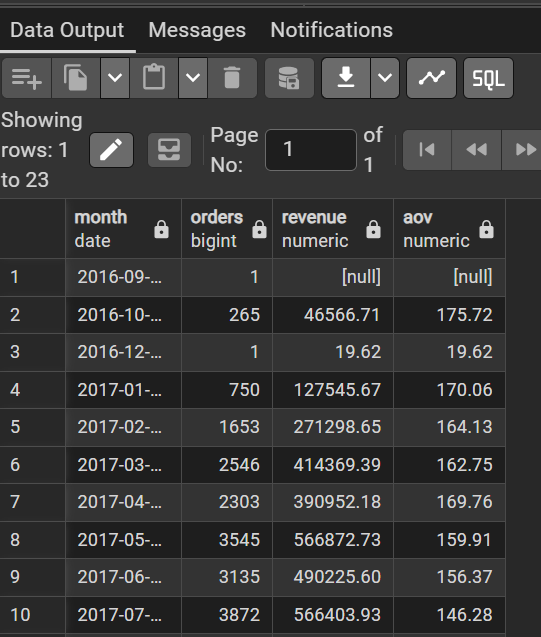 Data Output Messages Notifications
SQL
Showing rows: 1 to 23
Page No: 1 of 1
month date orders bigint revenue numeric aov numeric
1 2016-09-... 1 [null] [null]
2 2016-10-... 265 46566.71 175.72
3 2016-12-... 1 19.62 19.62
4 2017-01-... 750 127545.67 170.06
5 2017-02-... 1653 271298.65 164.13
6 2017-03-... 2546 414369.39 162.75
7 2017-04-... 2303 390952.18 169.76
8 2017-05-... 3545 566872.73 159.91
9 2017-06-... 3135 490225.60 156.37
10 2017-07-... 3872 566403.93 146.28